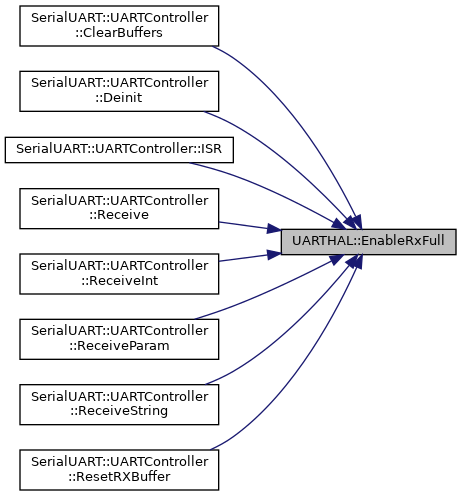 SerialUART::UARTController
::ClearBuffers
SerialUART::UARTController
::Deinit
SerialUART::UARTController::ISR
SerialUART::UARTController
::Receive
UARTHAL::EnableRxFull
SerialUART::UARTController
::ReceiveInt
SerialUART::UARTController
::ReceiveParam
SerialUART::UARTController
::ReceiveString
SerialUART::UARTController
::ResetRXBuffer